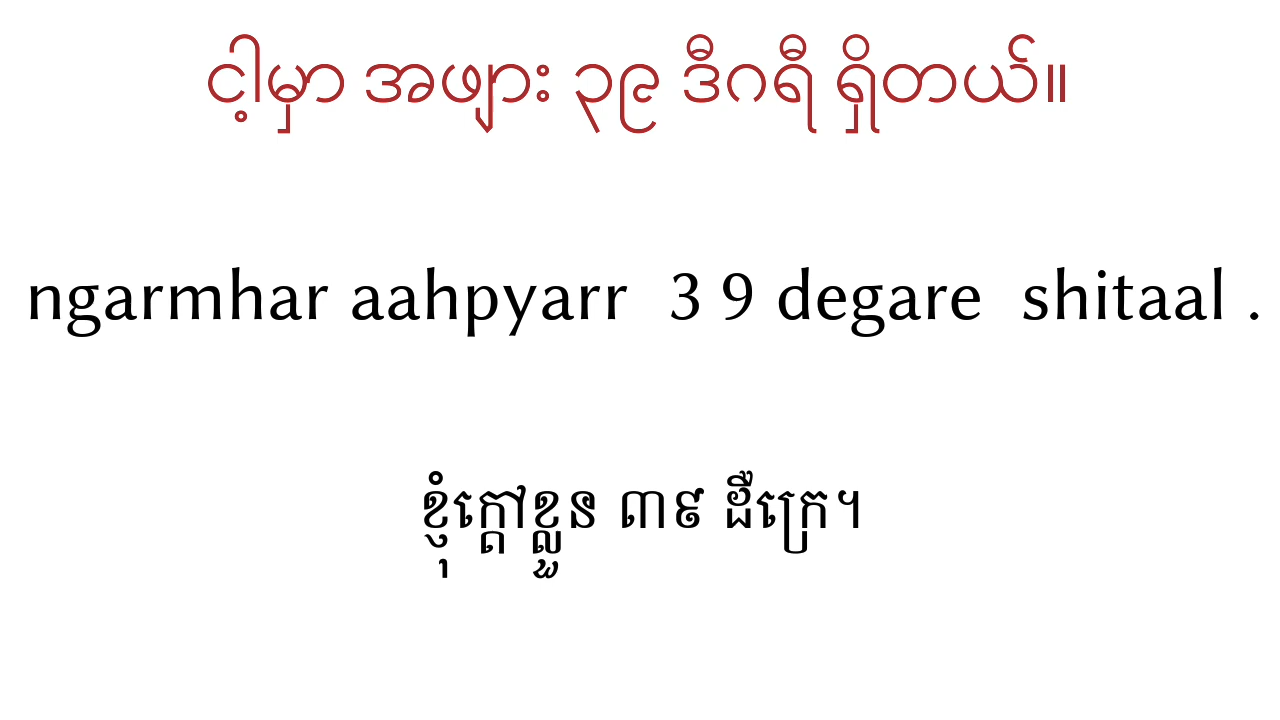 ငါ့မှာ အဖျား ၃၉ ဒီဂရီ ရှိတယ်။
ngarmhar aahpyarr 3 9 degare shitaal .
ខ្ញុំក្តៅខ្លួន ៣៩ ដឺក្រេ។